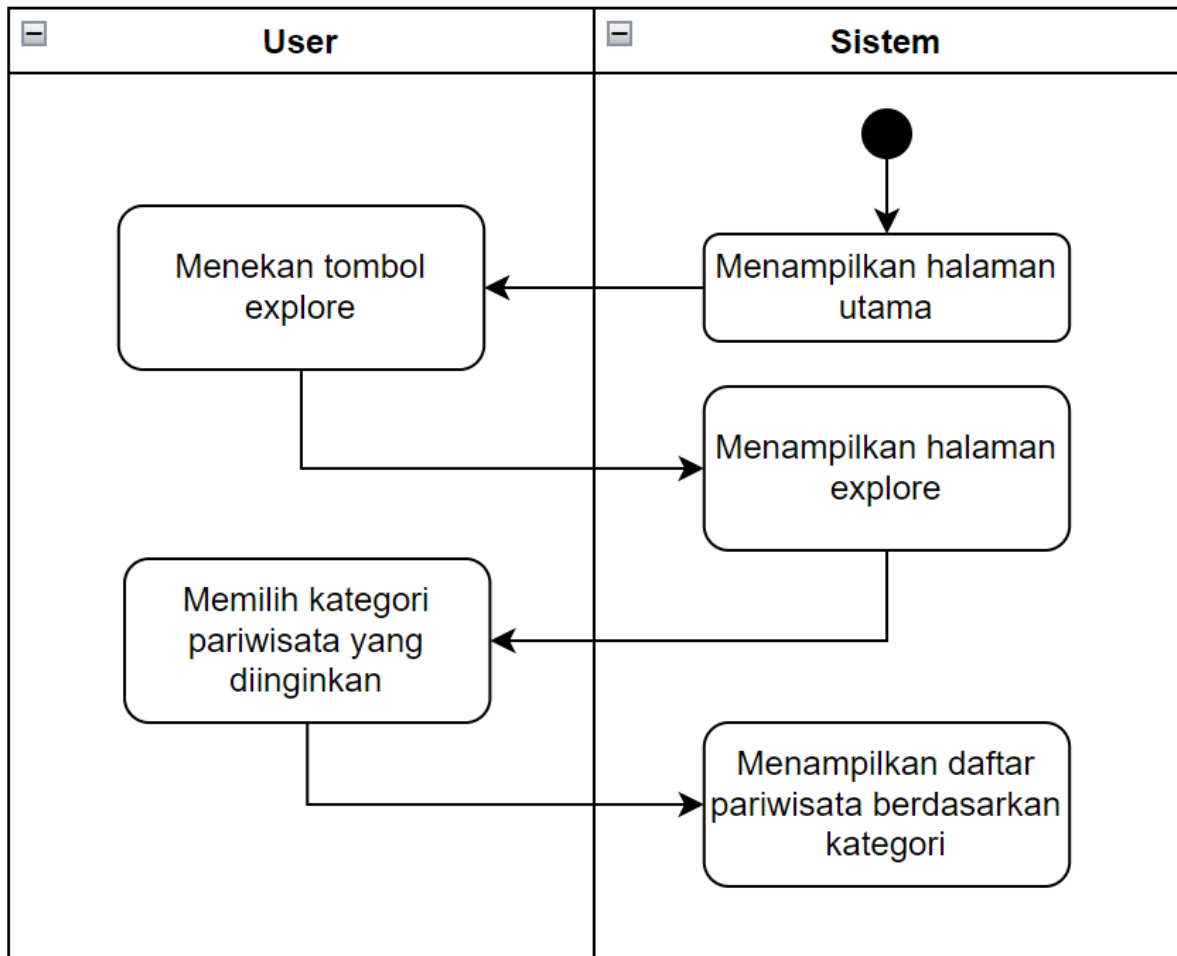 User
Sistem
Menampilkan halaman
utama
Menekan tombol
explore
Menampilkan halaman
explore
Memilih kategori
pariwisata yang
diinginkan
Menampilkan daftar
pariwisata berdasarkan
kategori